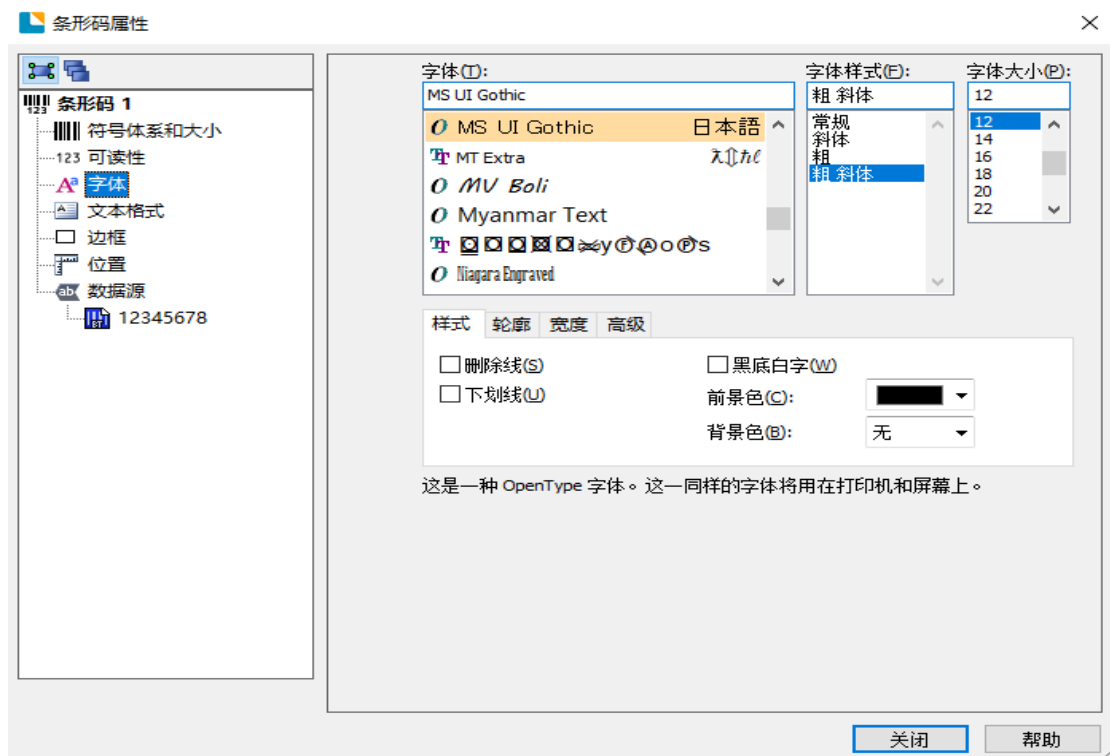 条形码属性
条形码 1
符号体系和大小
123 可读性
字体
文本格式
边框
位置
数据源
12345678
字体(T):
MS UI Gothic
MS UI Gothic 日本語
MT Extra
MV Boli
Myanmar Text
Niagara Engraved
字体样式(F):
粗 斜体
常规
斜体
粗
粗 斜体
字体大小(P):
12
12
14
16
18
20
22
样式 轮廓 宽度 高级
删除线(S)
下划线(U)
黑底白字(W)
前景色(C):
背景色(B): 无
这是一种 OpenType 字体。这一同样的字体将用在打印机和屏幕上。
关闭 帮助